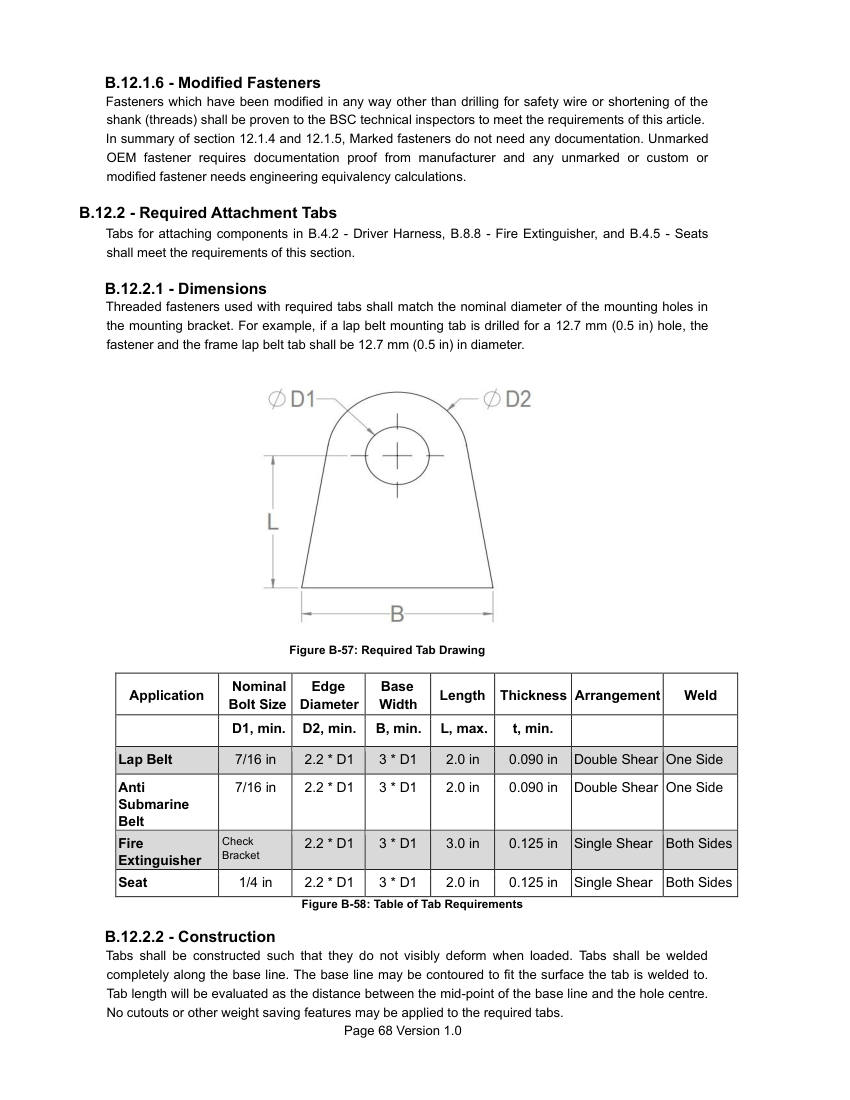 B.12.1.6 - Modified Fasteners
Fasteners which have been modified in any way other than drilling for safety wire or shortening of the
shank (threads) shall be proven to the BSC technical inspectors to meet the requirements of this article.
In summary of section 12.1.4 and 12.1.5, Marked fasteners do not need any documentation. Unmarked
OEM fastener requires documentation proof from manufacturer and any unmarked or custom or
modified fastener needs engineering equivalency calculations.
B.12.2 - Required Attachment Tabs
Tabs for attaching components in B.4.2 - Driver Harness, B.8.8 - Fire Extinguisher, and B.4.5 - Seats
shall meet the requirements of this section.
B.12.2.1 - Dimensions
Threaded fasteners used with required tabs shall match the nominal diameter of the mounting holes in
the mounting bracket. For example, if a lap belt mounting tab is drilled for a 12.7 mm (0.5 in) hole, the
fastener and the frame lap belt tab shall be 12.7 mm (0.5 in) in diameter.
∅ D1 ∅ D2
L
B
Figure B-57: Required Tab Drawing
Application Nominal Bolt Size Edge Diameter Base Width Length Thickness Arrangement Weld
D1, min. D2, min. B, min. L, max. t, min.
Lap Belt 7/16 in 2.2 * D1 3 * D1 2.0 in 0.090 in Double Shear One Side
Anti Submarine Belt 7/16 in 2.2 * D1 3 * D1 2.0 in 0.090 in Double Shear One Side
Fire Extinguisher Check Bracket 2.2 * D1 3 * D1 3.0 in 0.125 in Single Shear Both Sides
Seat 1/4 in 2.2 * D1 3 * D1 2.0 in 0.125 in Single Shear Both Sides
Figure B-58: Table of Tab Requirements
B.12.2.2 - Construction
Tabs shall be constructed such that they do not visibly deform when loaded. Tabs shall be welded
completely along the base line. The base line may be contoured to fit the surface the tab is welded to.
Tab length will be evaluated as the distance between the mid-point of the base line and the hole centre.
No cutouts or other weight saving features may be applied to the required tabs.
Page 68 Version 1.0